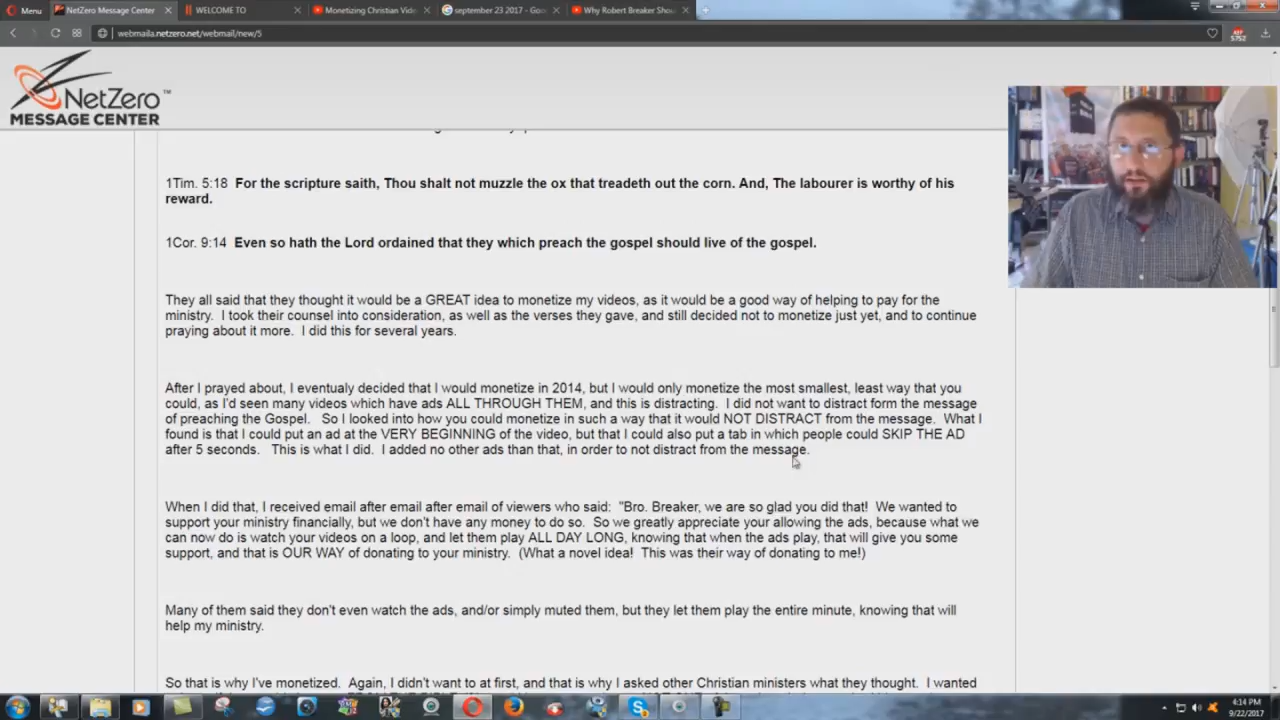 Menu
NetZero Message Center
WELCOME TO
Monetizing Christian Vide
september 23 2017 - Goo
Why Robert Breaker Shou
webmaila.netzero.net/webmail/new/5
ABP
5752
NetZero™
MESSAGE CENTER
1Tim. 5:18 For the scripture saith, Thou shalt not muzzle the ox that treadeth out the corn. And, The labourer is worthy of his
reward.
1Cor. 9:14 Even so hath the Lord ordained that they which preach the gospel should live of the gospel.
They all said that they thought it would be a GREAT idea to monetize my videos, as it would be a good way of helping to pay for the
ministry. I took their counsel into consideration, as well as the verses they gave, and still decided not to monetize just yet, and to continue
praying about it more. I did this for several years.
After I prayed about, I eventualy decided that I would monetize in 2014, but I would only monetize the most smallest, least way that you
could, as I'd seen many videos which have ads ALL THROUGH THEM, and this is distracting. I did not want to distract form the message
of preaching the Gospel. So I looked into how you could monetize in such a way that it would NOT DISTRACT from the message. What I
found is that I could put an ad at the VERY BEGINNING of the video, but that I could also put a tab in which people could SKIP THE AD
after 5 seconds. This is what I did. I added no other ads than that, in order to not distract from the message.
When I did that, I received email after email after email of viewers who said: "Bro. Breaker, we are so glad you did that! We wanted to
support your ministry financially, but we don't have any money to do so. So we greatly appreciate your allowing the ads, because what we
can now do is watch your videos on a loop, and let them play ALL DAY LONG, knowing that when the ads play, that will give you some
support, and that is OUR WAY of donating to your ministry. (What a novel idea! This was their way of donating to me!)
Many of them said they don't even watch the ads, and/or simply muted them, but they let them play the entire minute, knowing that will
help my ministry.
So that is why I've monetized. Again, I didn't want to at first, and that is why I asked other Christian ministers what they thought. I wanted
4:14 PM
9/22/2017